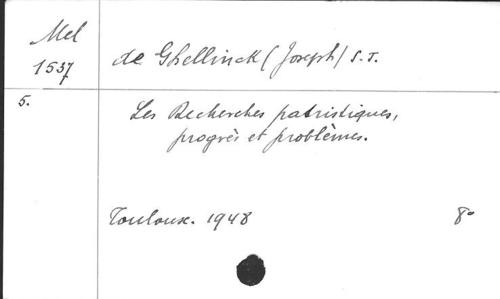 Mel
1537
de Ghellinck (Joseph) S.J.
5.
Les Recherches patristiques,
progrès et problèmes.
Toulouse. 1948
8°